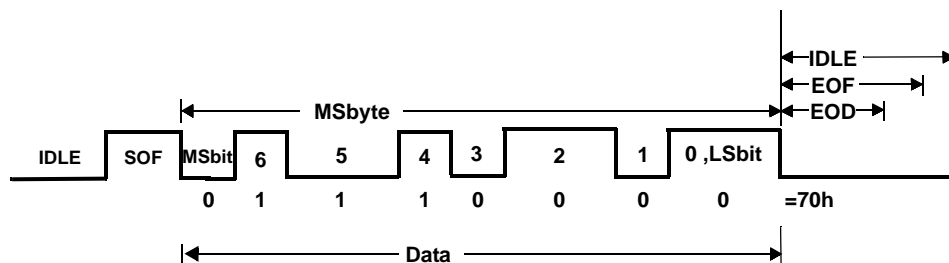 IDLE
EOF
MSbyte
EOD
IDLE SOF MSbit 6 5 4 3 2 1 0 ,LSbit
0 1 1 1 0 0 0 0 =70h
Data